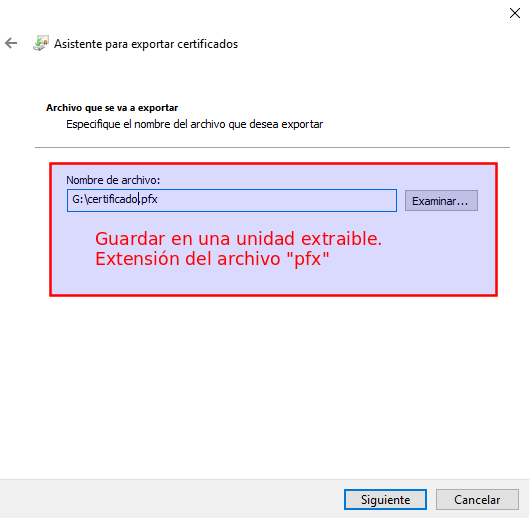 Asistente para exportar certificados
Archivo que se va a exportar
Especifique el nombre del archivo que desea exportar
Nombre de archivo:
G:\certificado.pfx
Examinar...
Guardar en una unidad extraible.
Extensión del archivo "pfx"
Siguiente
Cancelar